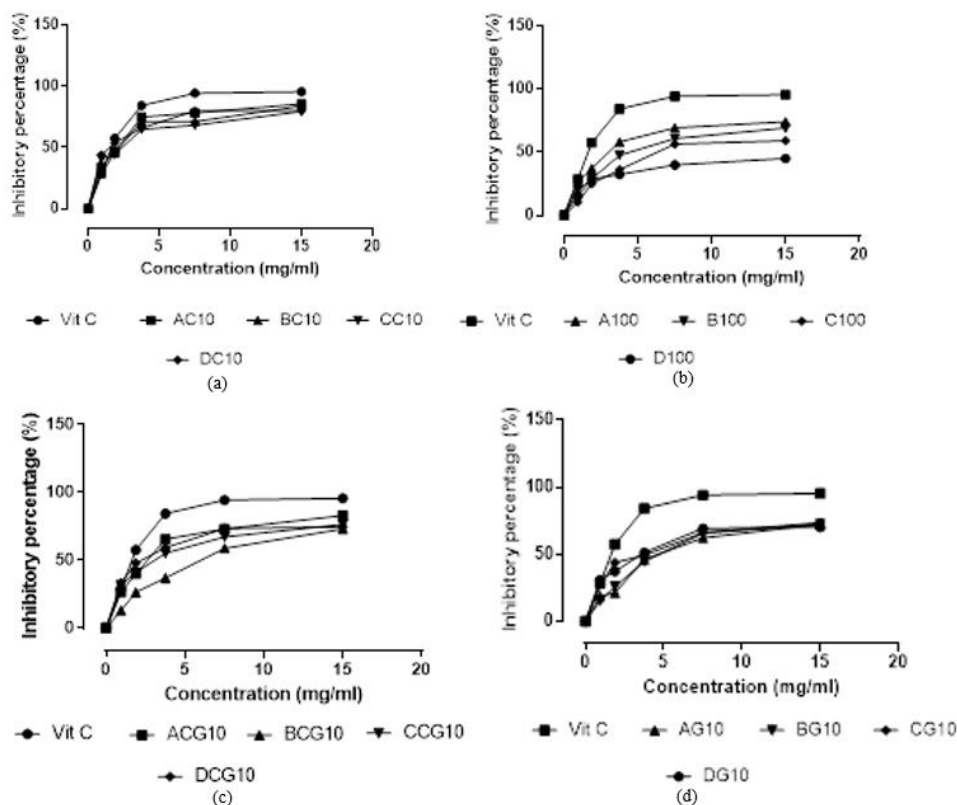 150
100
50
0
Inhibitory percentage (%)
0 5 10 15 20
Concentration (mg/ml)
Vit C AC10 BC10 CC10
DC10
(a)
150
100
50
0
Inhibitory percentage (%)
0 5 10 15 20
Concentration (mg/ml)
Vit C A100 B100 C100
D100
(b)
150
100
50
0
Inhibitory percentage (%)
0 5 10 15 20
Concentration (mg/ml)
Vit C ACG10 BCG10 CCG10
DCG10
(c)
150
100
50
0
Inhibitory percentage (%)
0 5 10 15 20
Concentration (mg/ml)
Vit C AG10 BG10 CG10
DG10
(d)